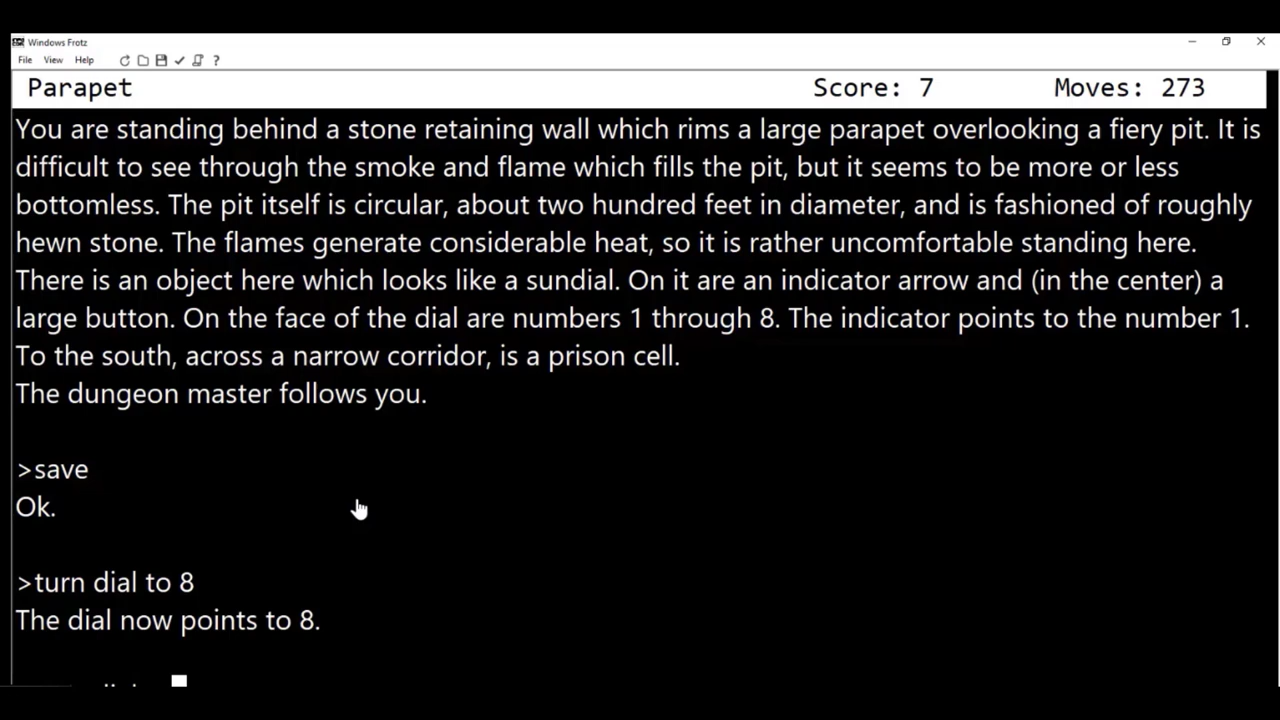 Windows Frotz
File View Help ?
Parapet Score: 7 Moves: 273
You are standing behind a stone retaining wall which rims a large parapet overlooking a fiery pit. It is
difficult to see through the smoke and flame which fills the pit, but it seems to be more or less
bottomless. The pit itself is circular, about two hundred feet in diameter, and is fashioned of roughly
hewn stone. The flames generate considerable heat, so it is rather uncomfortable standing here.
There is an object here which looks like a sundial. On it are an indicator arrow and (in the center) a
large button. On the face of the dial are numbers 1 through 8. The indicator points to the number 1.
To the south, across a narrow corridor, is a prison cell.
The dungeon master follows you.
>save
Ok.
>turn dial to 8
The dial now points to 8.